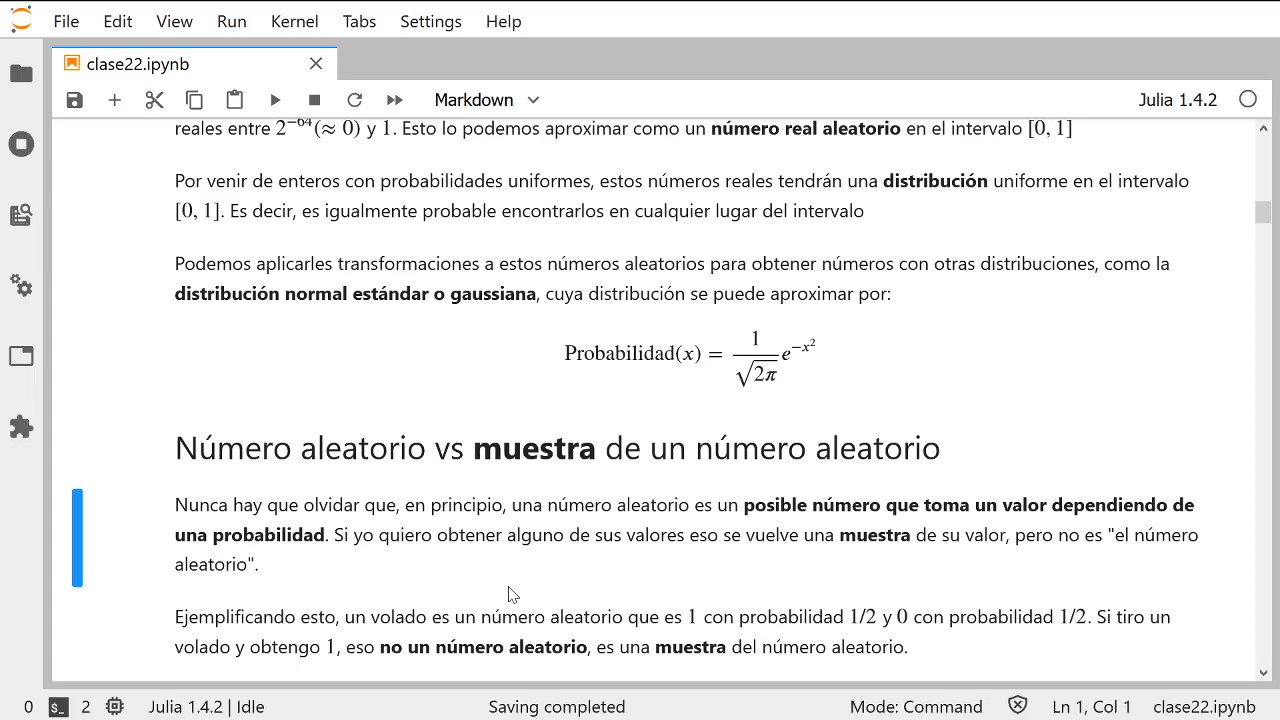 File Edit View Run Kernel Tabs Settings Help
clase22.ipynb
Markdown
Julia 1.4.2
reales entre 2^{-64}(≈ 0) y 1. Esto lo podemos aproximar como un número real aleatorio en el intervalo [0, 1]
Por venir de enteros con probabilidades uniformes, estos números reales tendrán una distribución uniforme en el intervalo
[0, 1]. Es decir, es igualmente probable encontrarlos en cualquier lugar del intervalo
Podemos aplicarles transformaciones a estos números aleatorios para obtener números con otras distribuciones, como la
distribución normal estándar o gaussiana, cuya distribución se puede aproximar por:
Probabilidad(x) = \frac{1}{\sqrt{2π}} e^{-x^2}
Número aleatorio vs muestra de un número aleatorio
Nunca hay que olvidar que, en principio, una número aleatorio es un posible número que toma un valor dependiendo de
una probabilidad. Si yo quiero obtener alguno de sus valores eso se vuelve una muestra de su valor, pero no es "el número
aleatorio".
Ejemplificando esto, un volado es un número aleatorio que es 1 con probabilidad 1/2 y 0 con probabilidad 1/2. Si tiro un
volado y obtengo 1, eso no un número aleatorio, es una muestra del número aleatorio.
0 $_ 2 Julia 1.4.2 | Idle Saving completed Mode: Command Ln 1, Col 1 clase22.ipynb